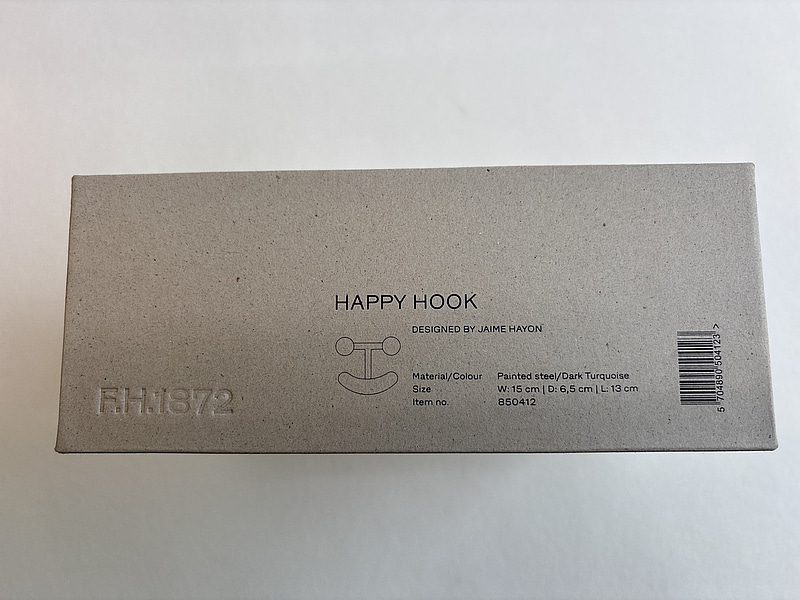 HAPPY HOOK
DESIGNED BY JAIME HAYON
Material/Colour Painted steel/Dark Turquoise
Size W: 15 cm | D: 6,5 cm | L: 13 cm
Item no. 850412
F.H.1872
5 704890 504123 >